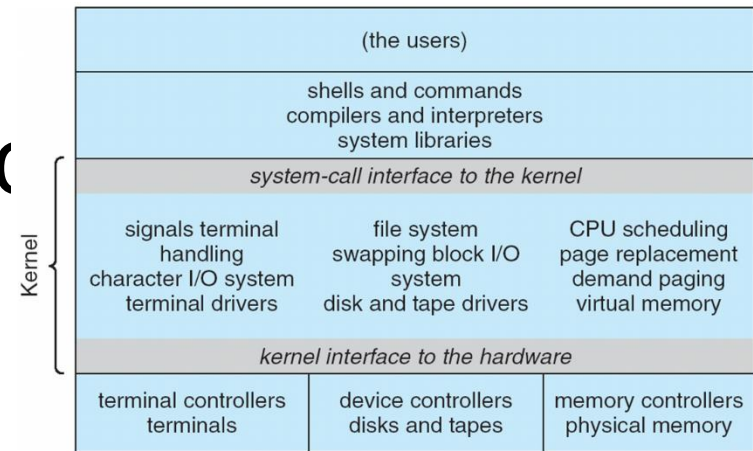 (the users)
shells and commands
compilers and interpreters
system libraries
system-call interface to the kernel
Kernel
signals terminal
handling
character I/O system
terminal drivers
file system
swapping block I/O
system
disk and tape drivers
CPU scheduling
page replacement
demand paging
virtual memory
kernel interface to the hardware
terminal controllers
terminals
device controllers
disks and tapes
memory controllers
physical memory